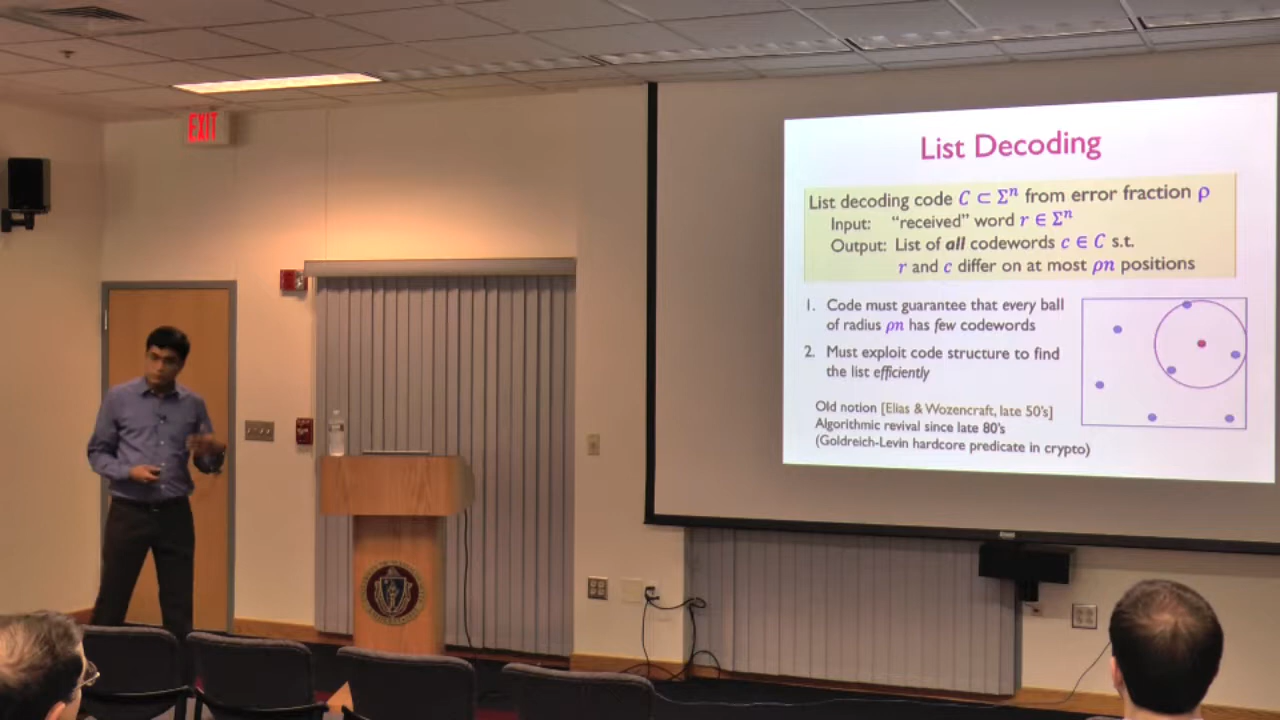 EXIT
List Decoding
List decoding code C ⊂ Σⁿ from error fraction ρ
Input: "received" word r ∈ Σⁿ
Output: List of all codewords c ∈ C s.t.
r and c differ on at most ρn positions
1. Code must guarantee that every ball
of radius ρn has few codewords
2. Must exploit code structure to find
the list efficiently
Old notion [Elias & Wozencraft, late 50's]
Algorithmic revival since late 80's
(Goldreich-Levin hardcore predicate in crypto)